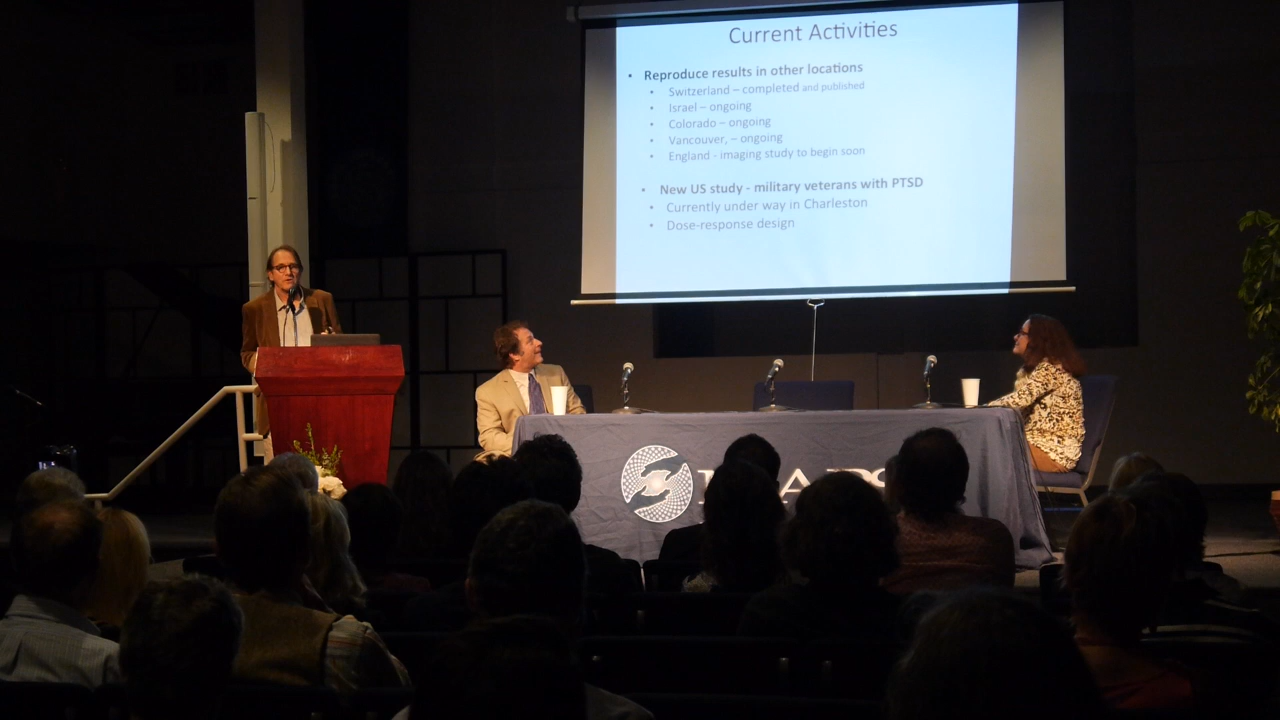 Current Activities
• Reproduce results in other locations
• Switzerland – completed and published
• Israel – ongoing
• Colorado – ongoing
• Vancouver, – ongoing
• England - imaging study to begin soon
• New US study - military veterans with PTSD
• Currently under way in Charleston
• Dose-response design